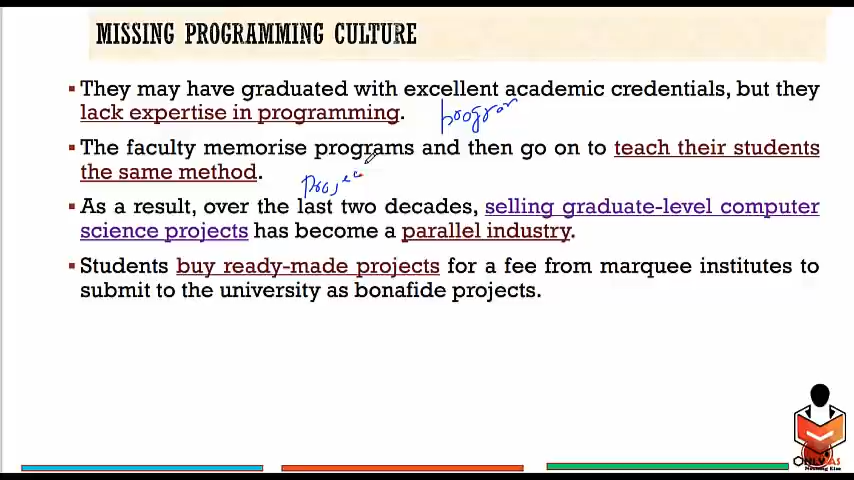 MISSING PROGRAMMING CULTURE
▪ They may have graduated with excellent academic credentials, but they
lack expertise in programming.
program
▪ The faculty memorise programs and then go on to teach their students
the same method.
Projec
▪ As a result, over the last two decades, selling graduate-level computer
science projects has become a parallel industry.
▪ Students buy ready-made projects for a fee from marquee institutes to
submit to the university as bonafide projects.
ONLYIAS